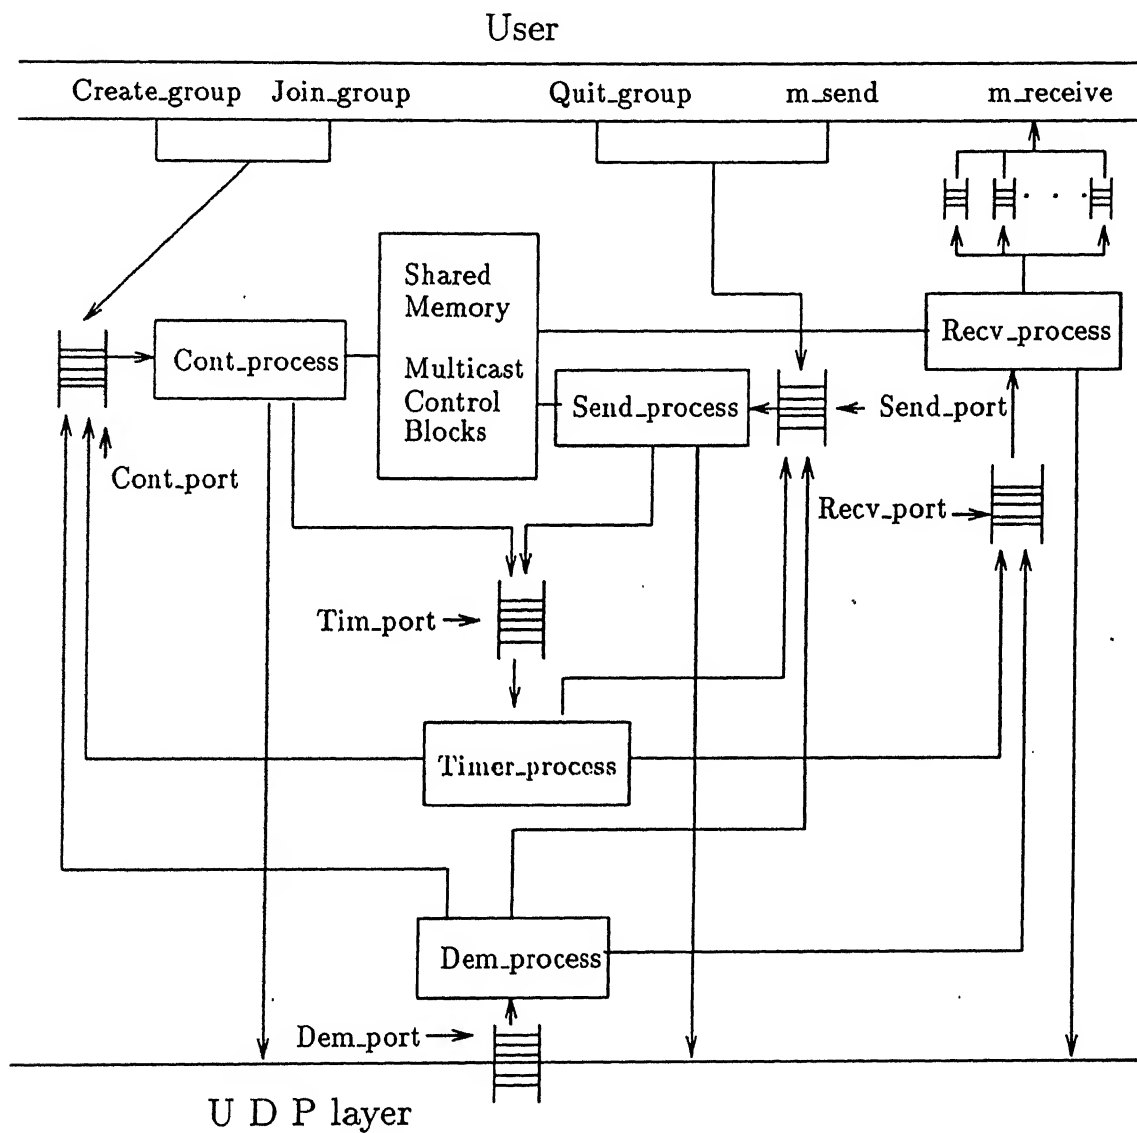 User
Create_group Join_group Quit_group m_send m_receive
Shared
Memory
Multicast
Control
Blocks
Cont_process
Recv_process
Send_process
Send_port
Cont_port
Recv_port
Tim_port
Timer_process
Dem_process
Dem_port
U D P layer